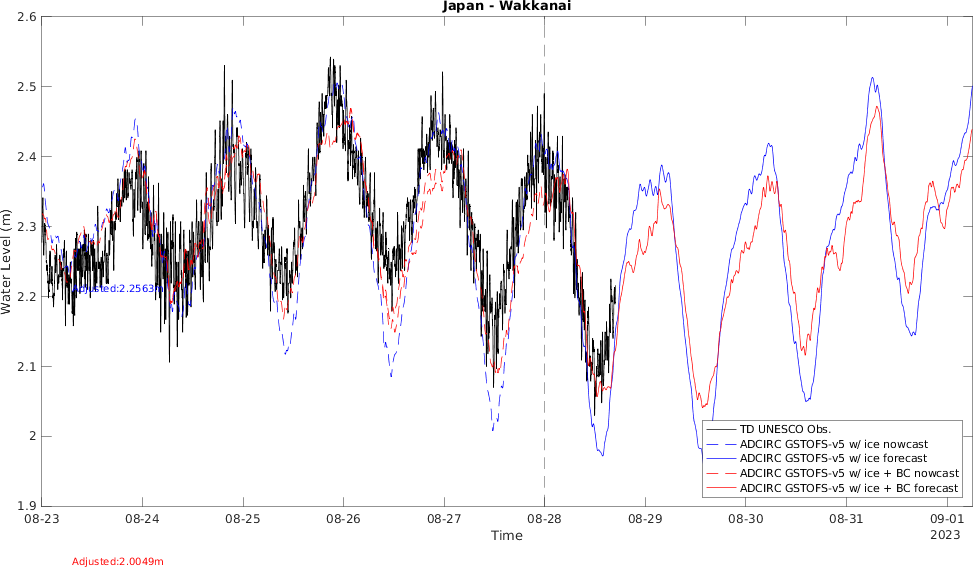 Japan - Wakkanai
2.6
2.5
2.4
2.3
2.2
2.1
2
1.9
Water Level (m)
Adjusted:2.2563m
TD UNESCO Obs.
ADCIRC GSTOFS-v5 w/ ice nowcast
ADCIRC GSTOFS-v5 w/ ice forecast
ADCIRC GSTOFS-v5 w/ ice + BC nowcast
ADCIRC GSTOFS-v5 w/ ice + BC forecast
08-23 08-24 08-25 08-26 08-27 08-28 08-29 08-30 08-31 09-01
2023
Time
Adjusted:2.0049m